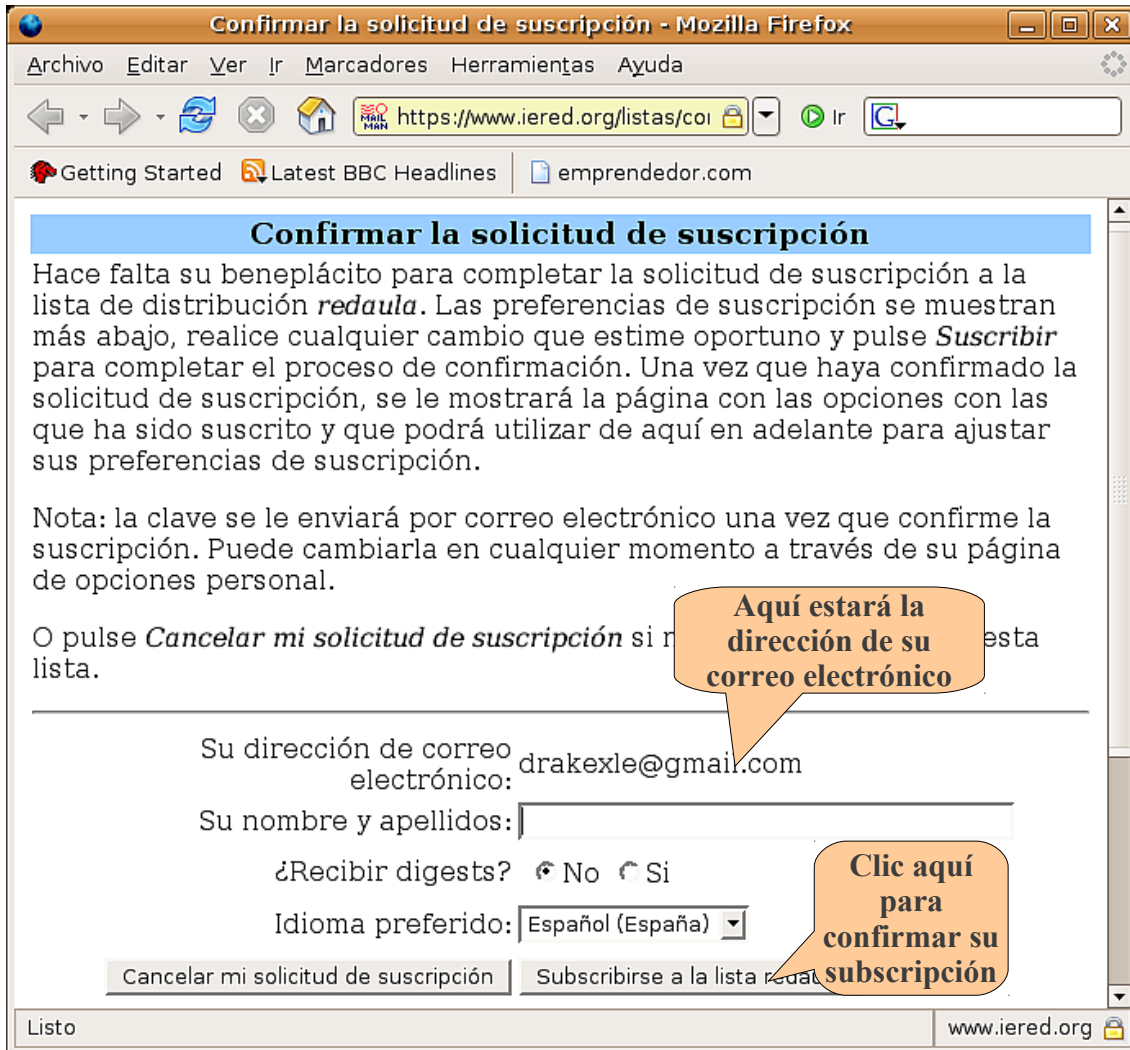 Confirmar la solicitud de suscripción - Mozilla Firefox
Archivo Editar Ver Ir Marcadores Herramientas Ayuda
MAIL MAN https://www.iered.org/listas/con Ir G
Getting Started Latest BBC Headlines emprendedor.com
Confirmar la solicitud de suscripción
Hace falta su beneplácito para completar la solicitud de suscripción a la
lista de distribución redaula. Las preferencias de suscripción se muestran
más abajo, realice cualquier cambio que estime oportuno y pulse Suscribir
para completar el proceso de confirmación. Una vez que haya confirmado la
solicitud de suscripción, se le mostrará la página con las opciones con las
que ha sido suscrito y que podrá utilizar de aquí en adelante para ajustar
sus preferencias de suscripción.
Nota: la clave se le enviará por correo electrónico una vez que confirme la
suscripción. Puede cambiarla en cualquier momento a través de su página
de opciones personal.
O pulse Cancelar mi solicitud de suscripción si esta
lista.
Aquí estará la
dirección de su
correo electrónico
Su dirección de correo
electrónico: drakexle@gmail.com
Su nombre y apellidos:
¿Recibir digests? No Si
Idioma preferido: Español (España)
Cancelar mi solicitud de suscripción Subscribirse a la lista
Clic aquí
para
confirmar su
subscripción
Listo www.iered.org